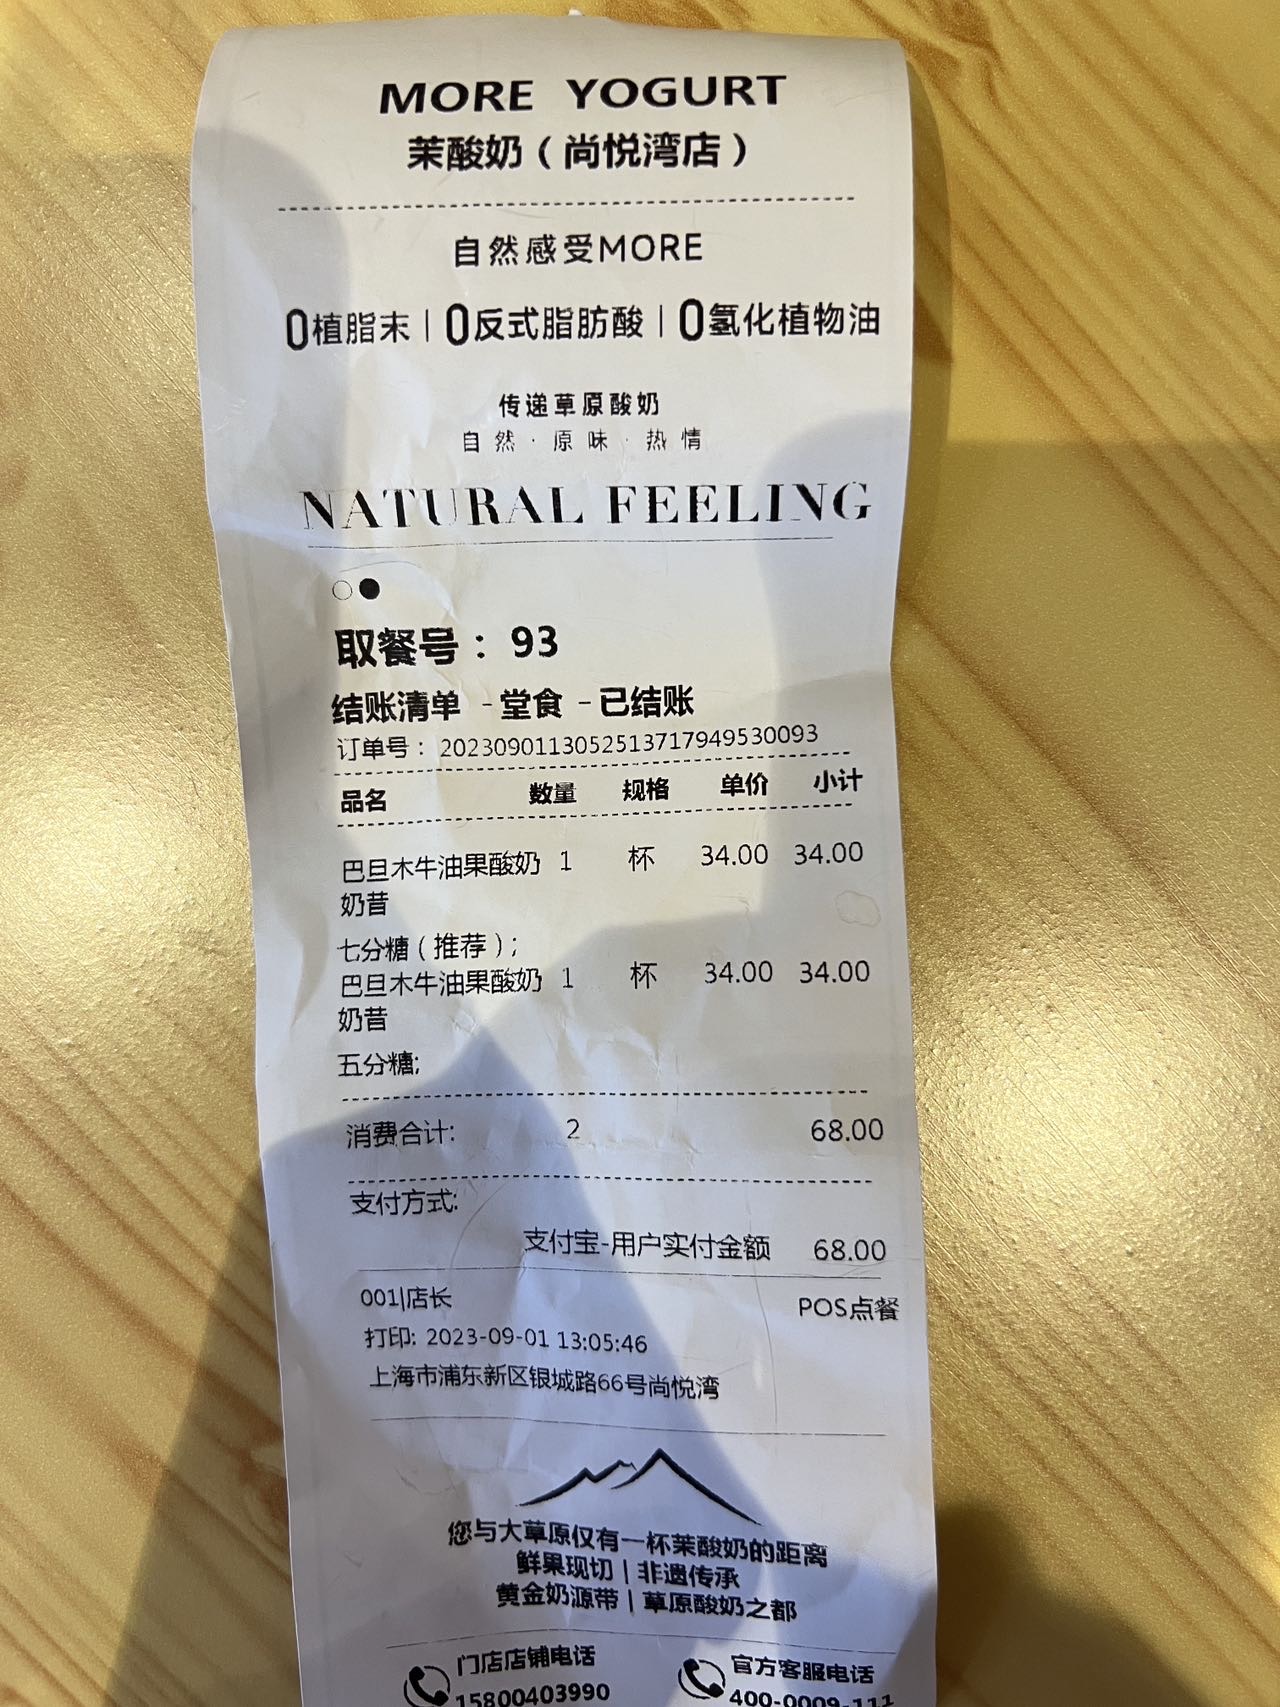 MORE YOGURT
茉酸奶（尚悦湾店）
自然感受MORE
0植脂末 | 0反式脂肪酸 | 0氢化植物油
传递草原酸奶
自然·原味·热情
NATURAL FEELING
取餐号：93
结账清单 -堂食 -已结账
订单号：20230901130525137179495300​93
品名 数量 规格 单价 小计
巴旦木牛油果酸奶 1 杯 34.00 34.00
奶昔
七分糖（推荐）;
巴旦木牛油果酸奶 1 杯 34.00 34.00
奶昔
五分糖;
消费合计: 2 68.00
支付方式:
支付宝-用户实付金额 68.00
001|店长 POS点餐
打印: 2023-09-01 13:05:46
上海市浦东新区银城路66号尚悦湾
您与大草原仅有一杯茉酸奶的距离
鲜果现切 | 非遗传承
黄金奶源带 | 草原酸奶之都
门店店铺电话 官方客服电话
15800403990 400-0009-111